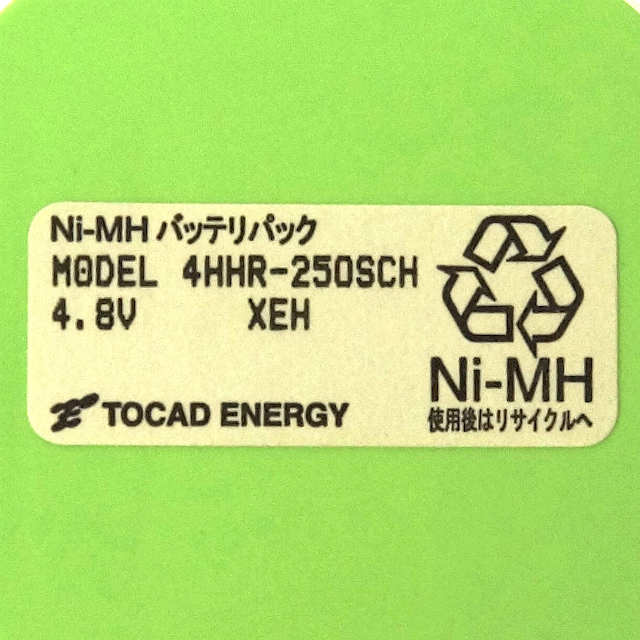 Ni-MH バッテリパック
MODEL 4HHR-250SCH
4.8V XEH
TOCAD ENERGY
Ni-MH
使用後はリサイクルへ